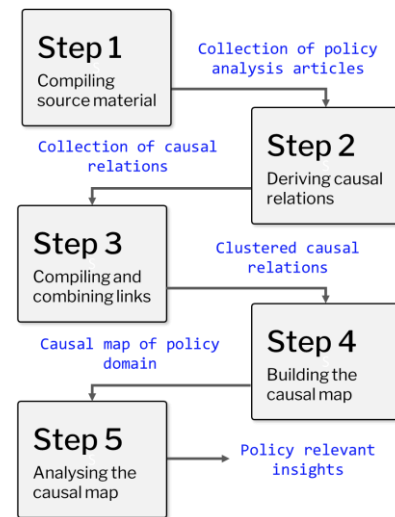 Step 1
Compiling
source material
Collection of policy
analysis articles
Step 2
Deriving causal
relations
Collection of causal
relations
Step 3
Compiling and
combining links
Clustered causal
relations
Step 4
Building the
causal map
Causal map of policy
domain
Step 5
Analysing the
causal map
Policy relevant
insights